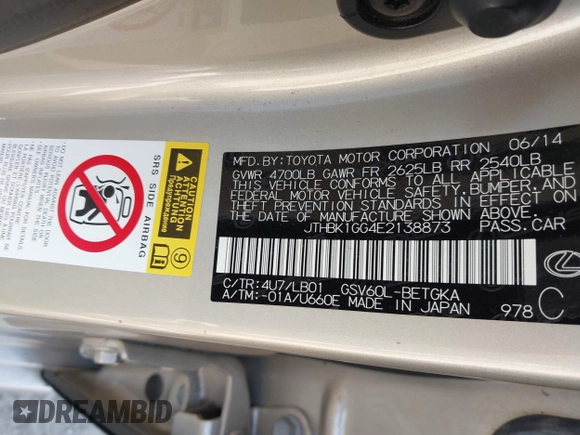 MFD.BY:TOYOTA MOTOR CORPORATION 06/14
GVWR 4700LB GAWR FR 2625LB RR 2540LB
THIS VEHICLE CONFORMS TO ALL APPLICABLE
FEDERAL MOTOR VEHICLE SAFETY, BUMPER, AND
THEFT PREVENTION STANDARDS IN EFFECT ON
THE DATE OF MANUFACTURE SHOWN ABOVE.
JTHBK1GG4E2138873 PASS.CAR
C/TR:4U7/LB01 GSV60L-BETGKA
A/TM:-01A/U660E MADE IN JAPAN
978 C
SRS SIDE AIRBAG
CAUTION
ATTENTION
ACHTUNG
9
DREAMBID